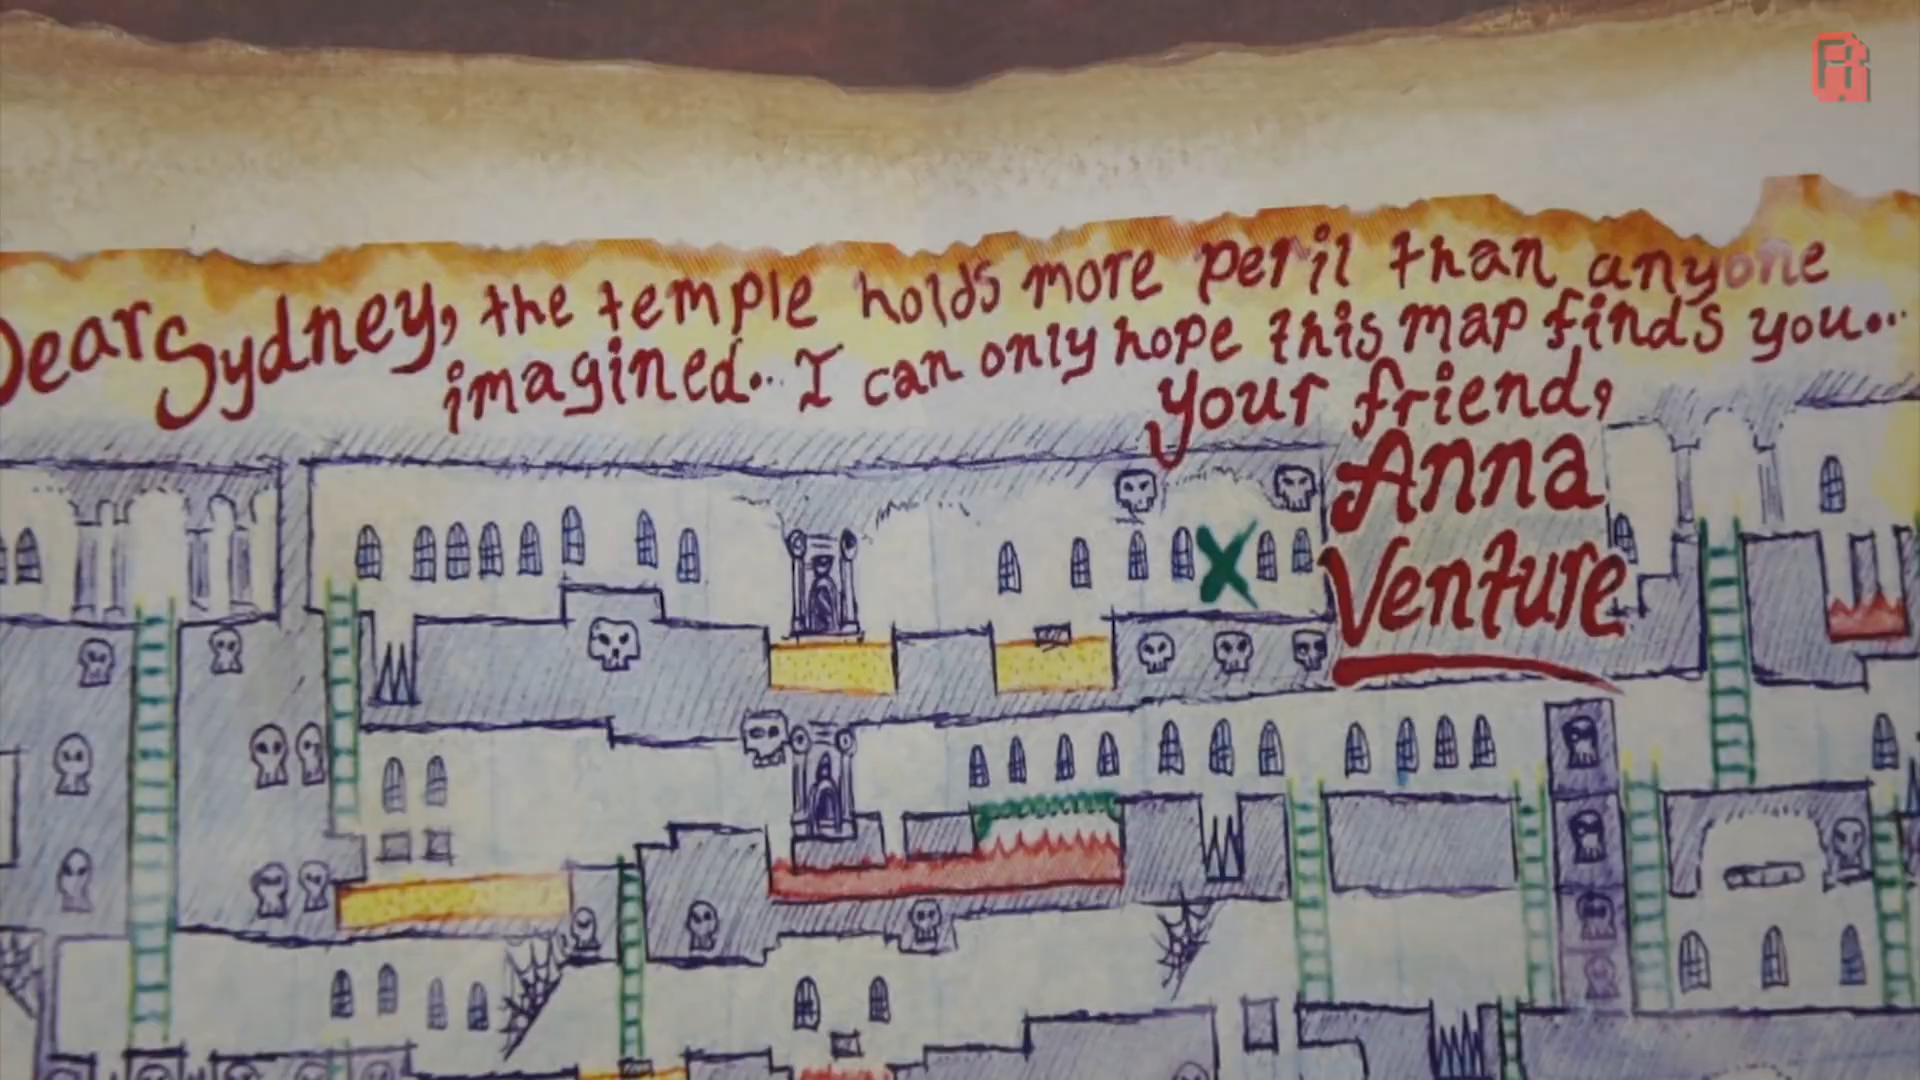 Dear Sydney, the temple holds more peril than anyone
imagined... I can only hope this map finds you...
your friend,
Anna
Venture